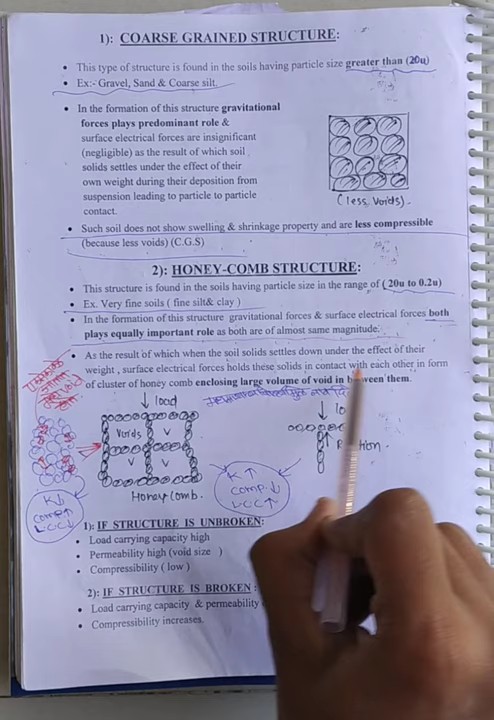 1): COARSE GRAINED STRUCTURE:
• This type of structure is found in the soils having particle size greater than (20u)
• Ex:- Gravel, Sand & Coarse silt.
• In the formation of this structure gravitational
forces plays predominant role &
surface electrical forces are insignificant
(negligible) as the result of which soil
solids settles under the effect of their
own weight during their deposition from
suspension leading to particle to particle
contact.
(less Voids).
• Such soil does not show swelling & shrinkage property and are less compressible
(because less voids) (C.G.S)
2): HONEY-COMB STRUCTURE:
• This structure is found in the soils having particle size in the range of ( 20u to 0.2u)
• Ex. Very fine soils ( fine silt& clay )
• In the formation of this structure gravitational forces & surface electrical forces both
plays equally important role as both are of almost same magnitude.
• As the result of which when the soil solids settles down under the effect of their
weight , surface electrical forces holds these solids in contact with each other in form
of cluster of honey comb enclosing large volume of void in between them.
↓ load
Voids V
V V
Honey Comb.
↓
K↓
Comp↑
LCC↓
K ↑
Comp. ↓
LCC ↑
1): IF STRUCTURE IS UNBROKEN:
• Load carrying capacity high
• Permeability high (void size )
• Compressibility ( low )
2): IF STRUCTURE IS BROKEN :
• Load carrying capacity & permeability
• Compressibility increases.